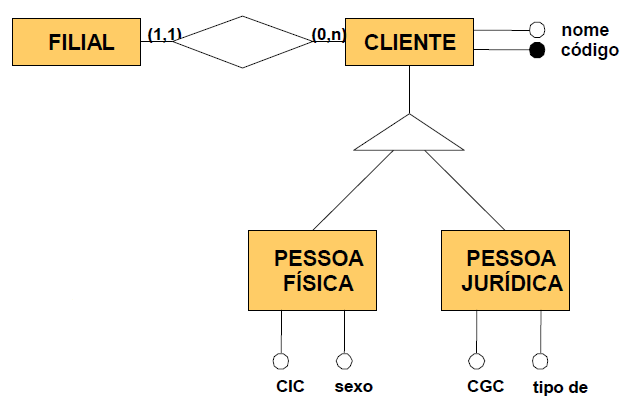 FILIAL
(1,1)
(0,n)
CLIENTE
nome
código
PESSOA
FÍSICA
PESSOA
JURÍDICA
CIC
sexo
CGC
tipo de